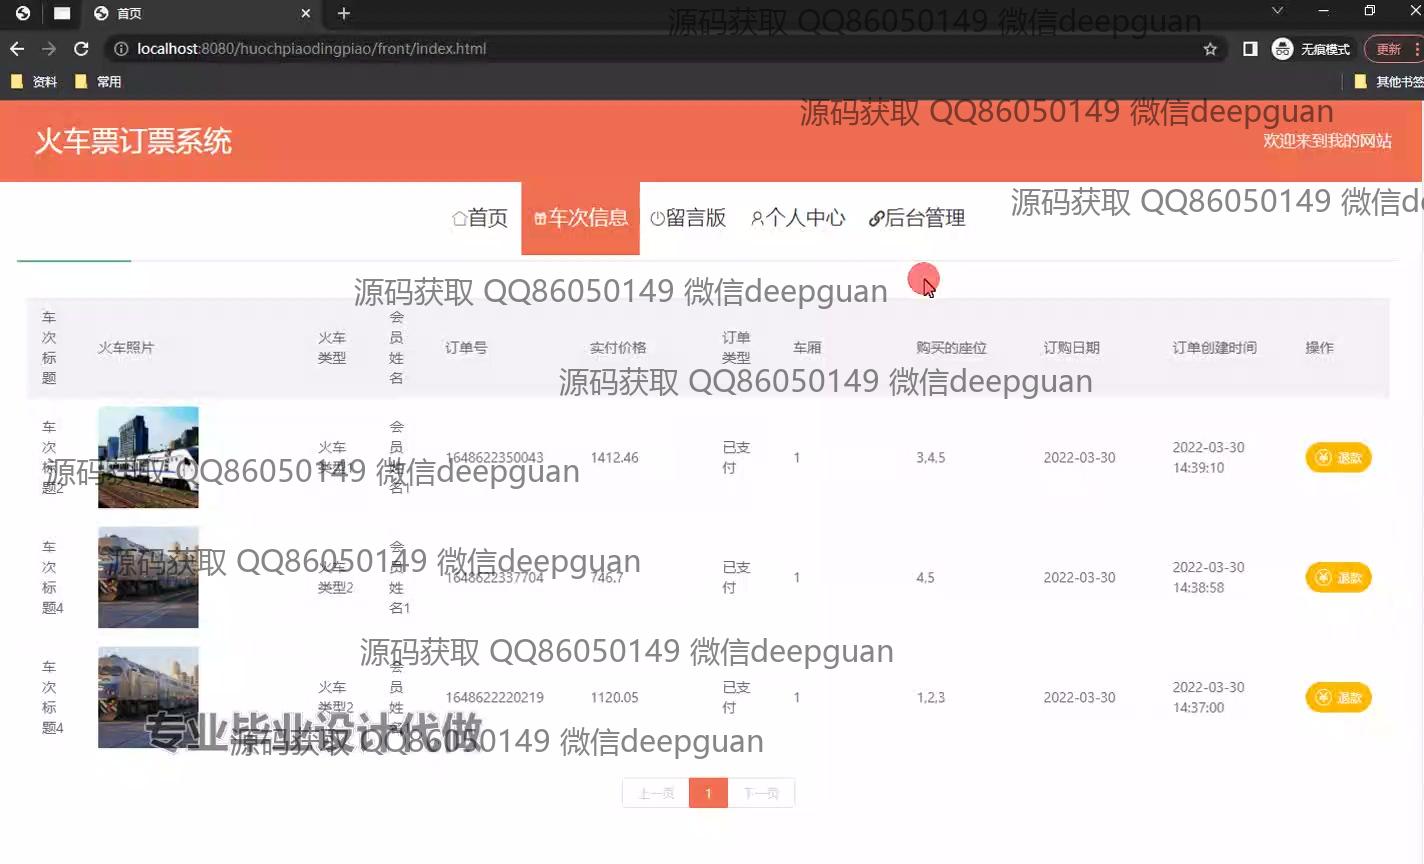 首页
localhost:8080/huochpiaodingpiao/front/index.html
无痕模式
更新
资料
常用
其他书签
源码获取 QQ86050149 微信deepguan
源码获取 QQ86050149 微信deepguan
火车票订票系统
欢迎来到我的网站
首页
车次信息
留言版
个人中心
后台管理
源码获取 QQ86050149 微信de
源码获取 QQ86050149 微信deepguan
车次标题
火车照片
火车类型
会员姓名
订单号
实付价格
订单类型
车厢
购买的座位
订购日期
订单创建时间
操作
源码获取 QQ86050149 微信deepguan
车次标题2
火车
会员姓名1
1648622350043
1412.46
已支付
1
3,4,5
2022-03-30
2022-03-30 14:39:10
退款
源码获取 QQ86050149 微信deepguan
车次标题4
火车类型2
会员姓名1
1648622337704
746.7
已支付
1
4,5
2022-03-30
2022-03-30 14:38:58
退款
源码获取 QQ86050149 微信deepguan
源码获取 QQ86050149 微信deepguan
车次标题4
火车类型2
会员姓
1648622220219
1120.05
已支付
1
1,2,3
2022-03-30
2022-03-30 14:37:00
退款
专业毕业设计代做
源码获取 QQ86050149 微信deepguan
上一页
1
下一页